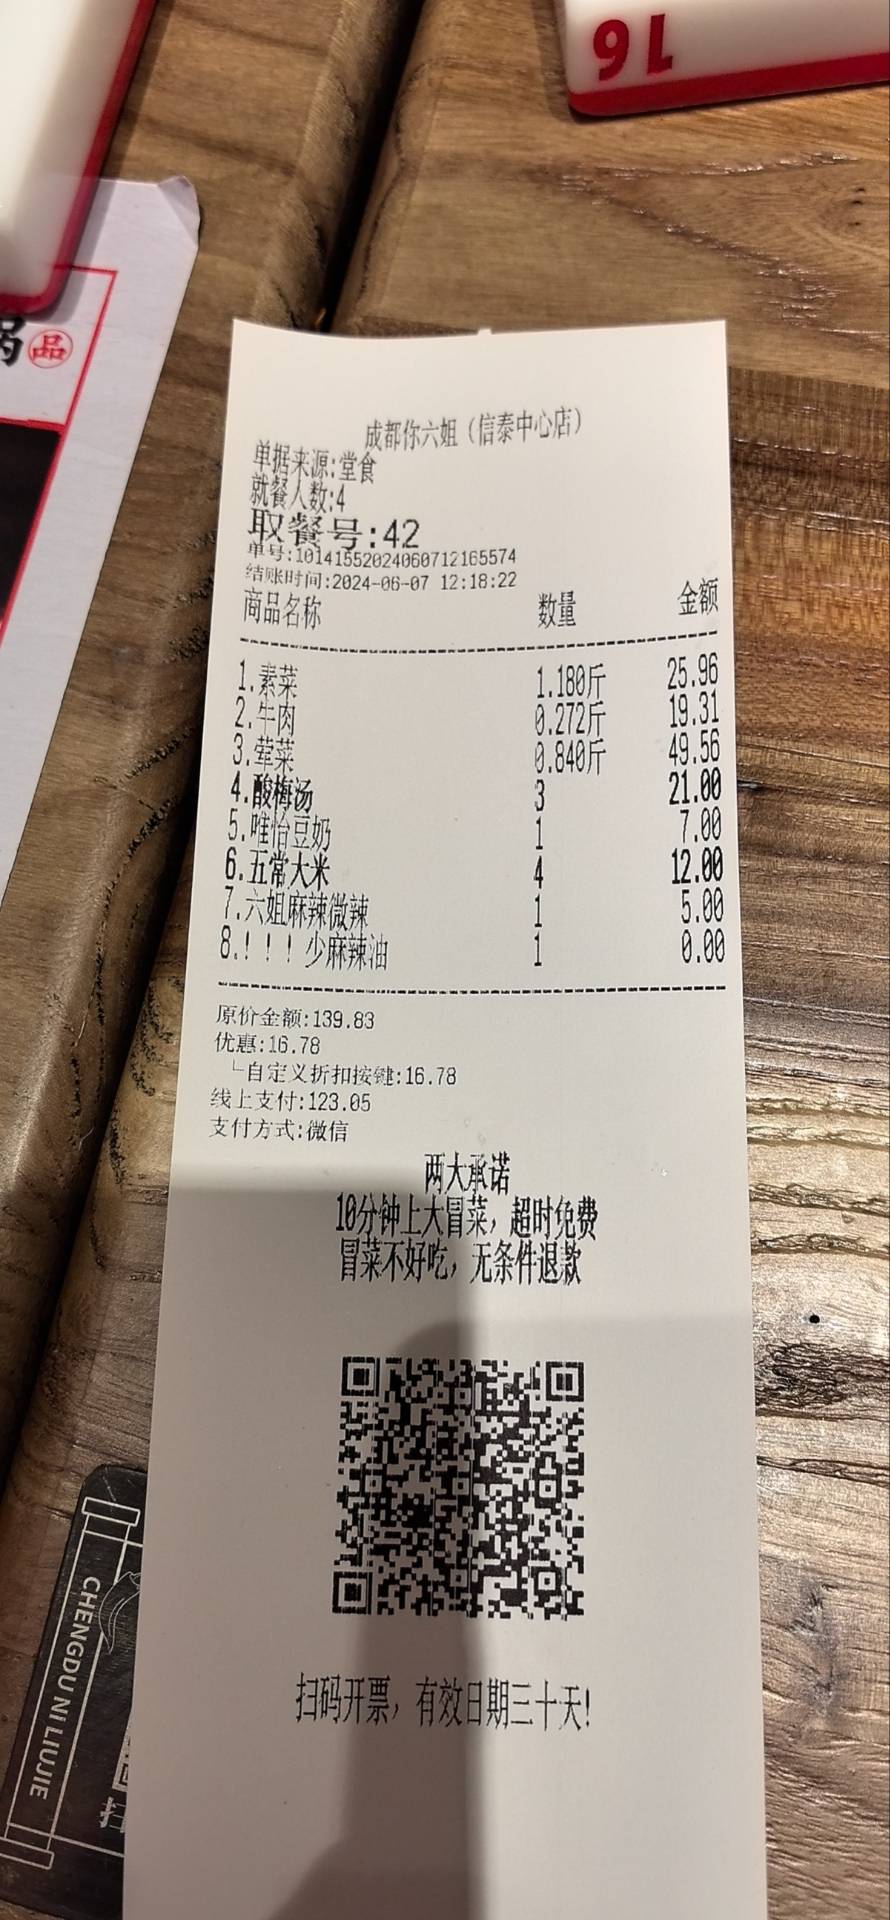 16
锅品
成都你六姐（信泰中心店）
单据来源:堂食
就餐人数:4
取餐号:42
单号:10141552024060712165574
结账时间:2024-06-07 12:18:22
商品名称 数量 金额
1.素菜 1.180斤 25.96
2.牛肉 0.272斤 19.31
3.荤菜 0.840斤 49.56
4.酸梅汤 3 21.00
5.唯怡豆奶 1 7.00
6.五常大米 4 12.00
7.六姐麻辣微辣 1 5.00
8.！！！少麻辣油 1 0.00
原价金额:139.83
优惠:16.78
└自定义折扣按键:16.78
线上支付:123.05
支付方式:微信
两大承诺
10分钟上大冒菜，超时免费
冒菜不好吃，无条件退款
扫码开票，有效日期三十天!
CHENGDU NI LIUJIE
扫